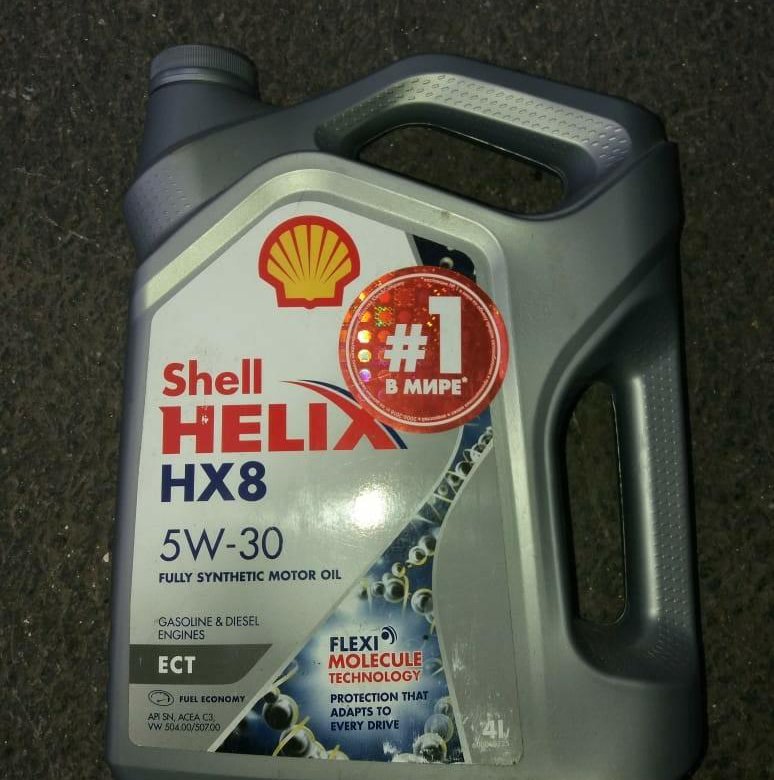 #1
В МИРЕ*
Shell
HELIX
HX8
5W-30
FULLY SYNTHETIC MOTOR OIL
GASOLINE & DIESEL
ENGINES
ECT
FUEL ECONOMY
API SN, ACEA C3,
VW 504.00/507.00
FLEXI
MOLECULE
TECHNOLOGY
PROTECTION THAT
ADAPTS TO
EVERY DRIVE
4L